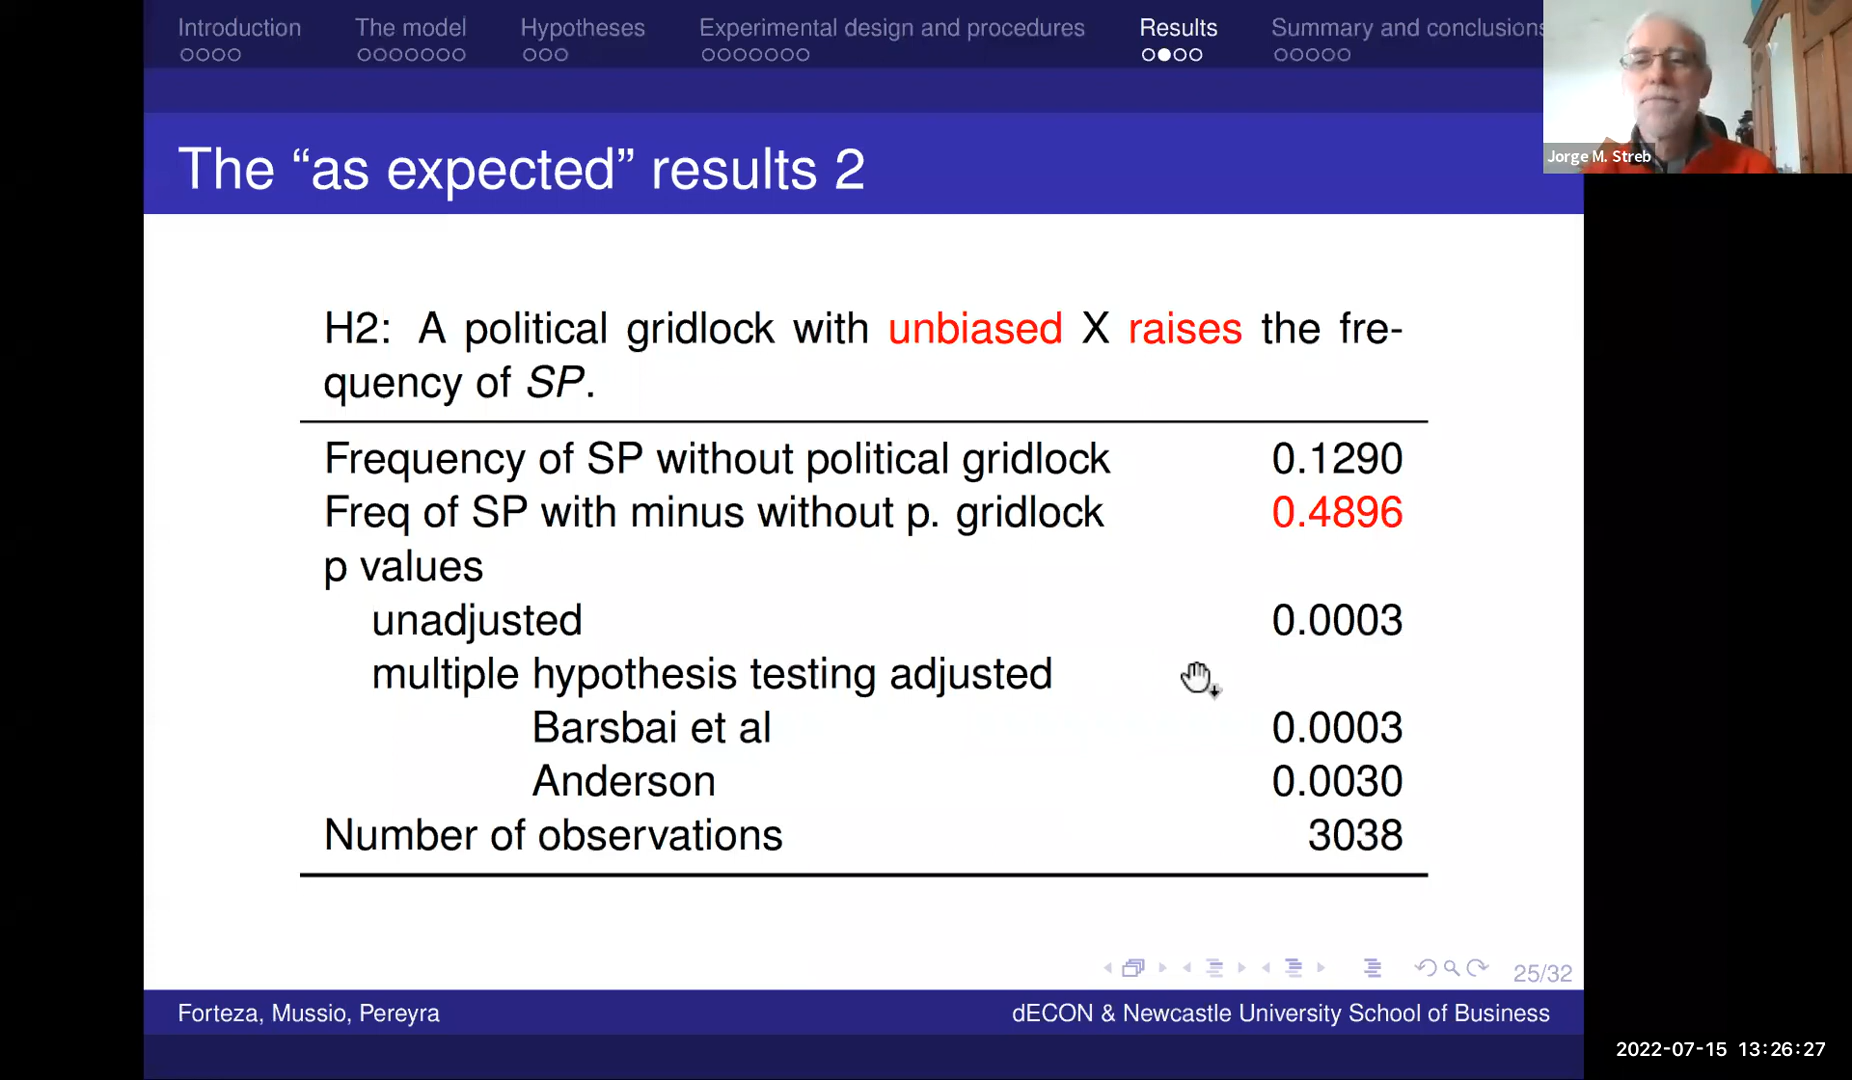 Introduction The model Hypotheses Experimental design and procedures Results Summary and conclusions
Jorge M. Streb
The “as expected” results 2
H2: A political gridlock with unbiased X raises the fre-
quency of SP.
Frequency of SP without political gridlock 0.1290
Freq of SP with minus without p. gridlock 0.4896
p values
unadjusted 0.0003
multiple hypothesis testing adjusted
Barsbai et al 0.0003
Anderson 0.0030
Number of observations 3038
25/32
Forteza, Mussio, Pereyra dECON & Newcastle University School of Business
2022-07-15 13:26:27